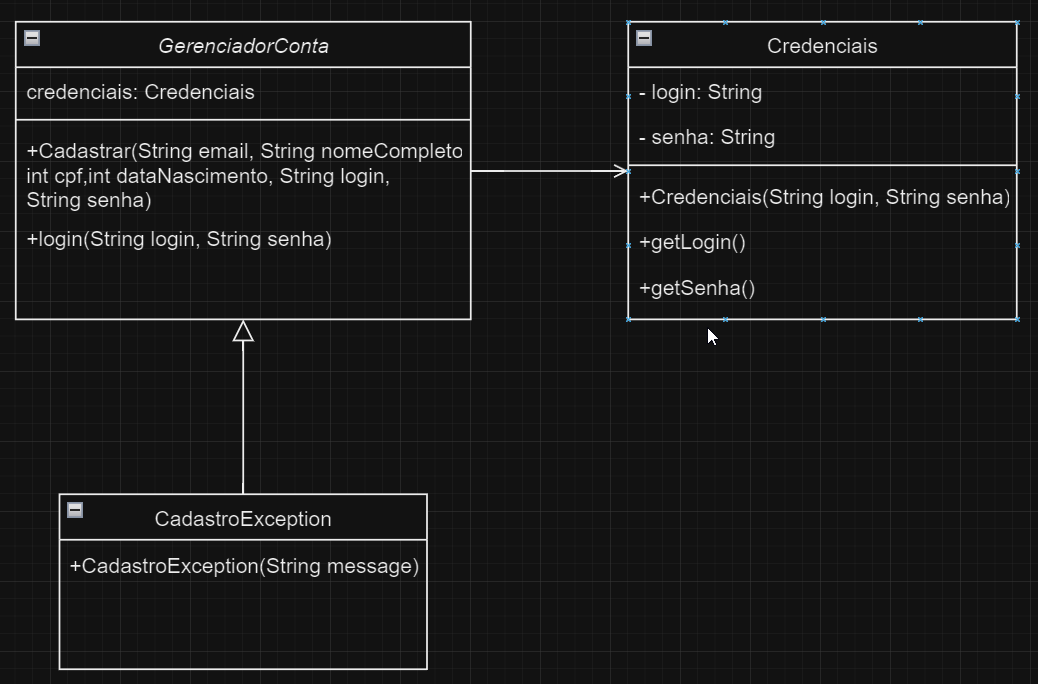 GerenciadorConta
credenciais: Credenciais
+Cadastrar(String email, String nomeCompleto
int cpf,int dataNascimento, String login,
String senha)
+login(String login, String senha)
Credenciais
- login: String
- senha: String
+Credenciais(String login, String senha)
+getLogin()
+getSenha()
CadastroException
+CadastroException(String message)